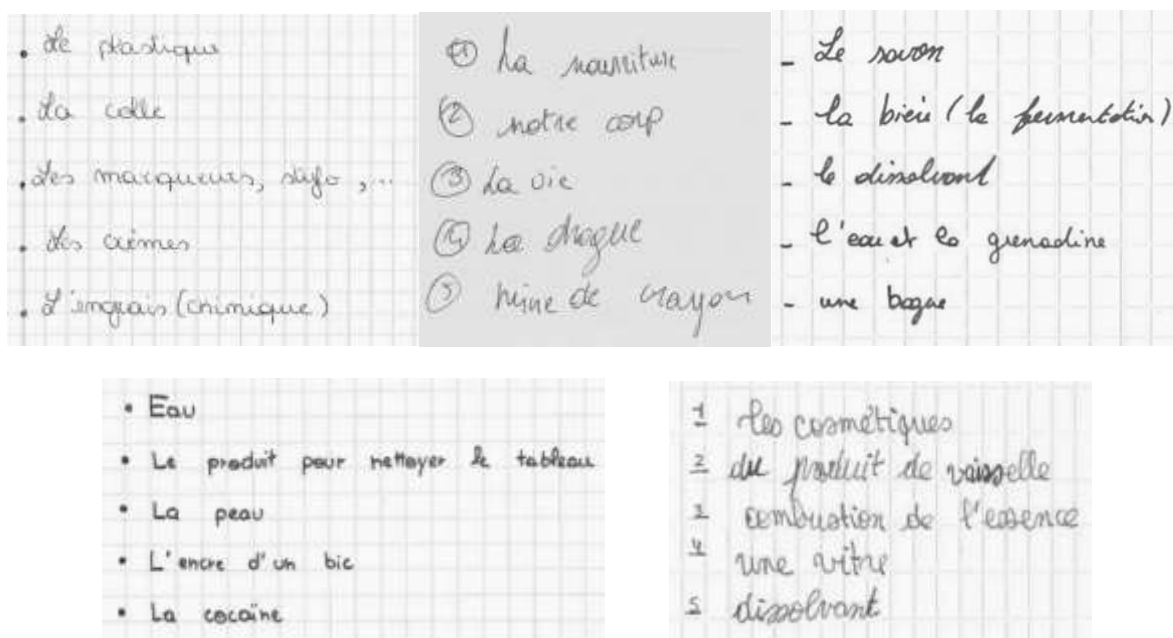 . Le plastique
. La colle
. Les marqueurs, stylo, ...
. Les crèmes
. L'engrais (chimique)
① La nourriture
② notre corp
③ La vie
④ La drogue
⑤ mine de crayon
- Le savon
- la bière (la fermentation)
- le dissolvant
- l'eau et la grenadine
- une bague
• Eau
• Le produit pour nettoyer le tableau
• La peau
• L'encre d'un bic
• La cocaïne
1 les cosmétiques
2 du produit de vaisselle
3 combustion de l'essence
4 une vitre
5 dissolvant